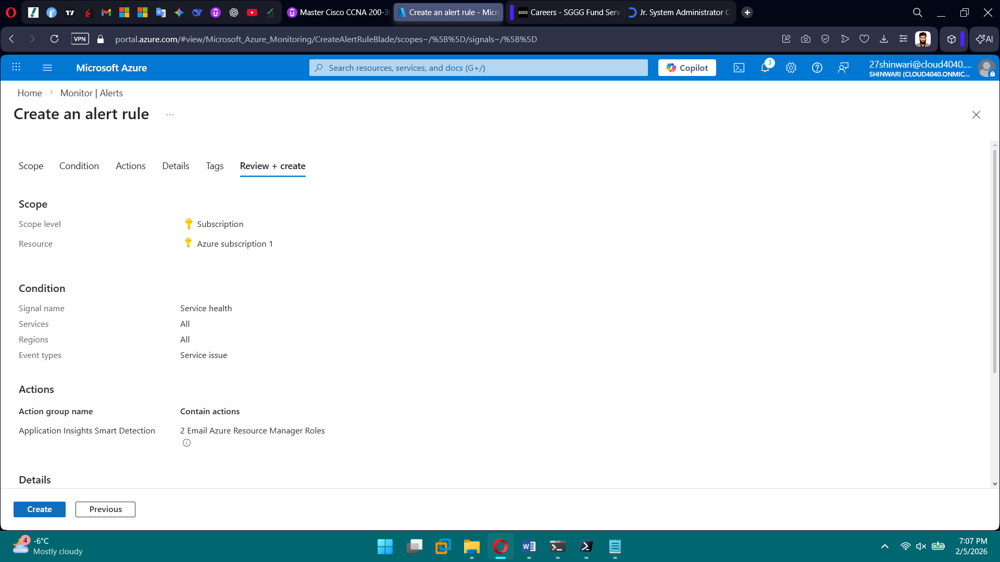 Master Cisco CCNA 200-30
Create an alert rule - Micro
SGGG
Careers - SGGG Fund Servi
Jr. System Administrator C
VPN
portal.azure.com/#view/Microsoft_Azure_Monitoring/CreateAlertRuleBlade/scopes~/%5B%5D/signals~/%5B%5D
AI
Microsoft Azure
Search resources, services, and docs (G+/)
Copilot
3
27shinwari@cloud4040....
SHINWARI (CLOUD4040.ONMIC...
Home
Monitor | Alerts
Create an alert rule
...
Scope
Condition
Actions
Details
Tags
Review + create
Scope
Scope level
Subscription
Resource
Azure subscription 1
Condition
Signal name
Service health
Services
All
Regions
All
Event types
Service issue
Actions
Action group name
Contain actions
Application Insights Smart Detection
2 Email Azure Resource Manager Roles
Details
Create
Previous
4
-6°C
Mostly cloudy
7:07 PM
2/5/2026